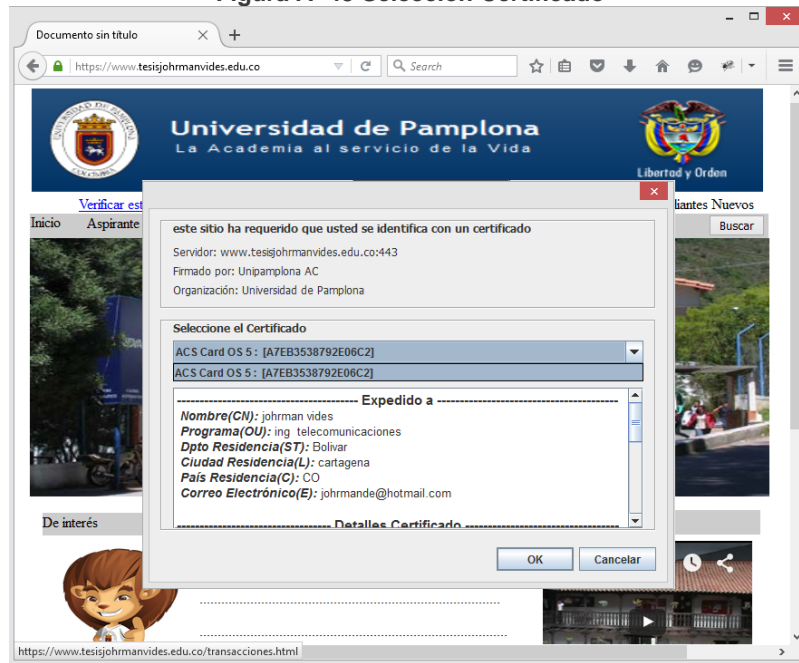 Documento sin título
https://www.tesisjohrmanvides.edu.co
Search
Universidad de Pamplona
La Academia al servicio de la Vida
Libertad y Orden
Verificar est
liantes Nuevos
Inicio Aspirante
Buscar
este sitio ha requerido que usted se identifica con un certificado
Servidor: www.tesisjohrmanvides.edu.co:443
Firmado por: Unipamplona AC
Organización: Universidad de Pamplona
Seleccione el Certificado
ACS Card OS 5 : [A7EB3538792E06C2]
ACS Card OS 5 : [A7EB3538792E06C2]
---------------------------------------- Expedido a ----------------------------------------
Nombre(CN): johrman vides
Programa(OU): ing telecomunicaciones
Dpto Residencia(ST): Bolivar
Ciudad Residencia(L): cartagena
País Residencia(C): CO
Correo Electrónico(E): johrmande@hotmail.com
---------------------------------- Detalles Certificado ----------------------------------
OK Cancelar
De interés
https://www.tesisjohrmanvides.edu.co/transacciones.html